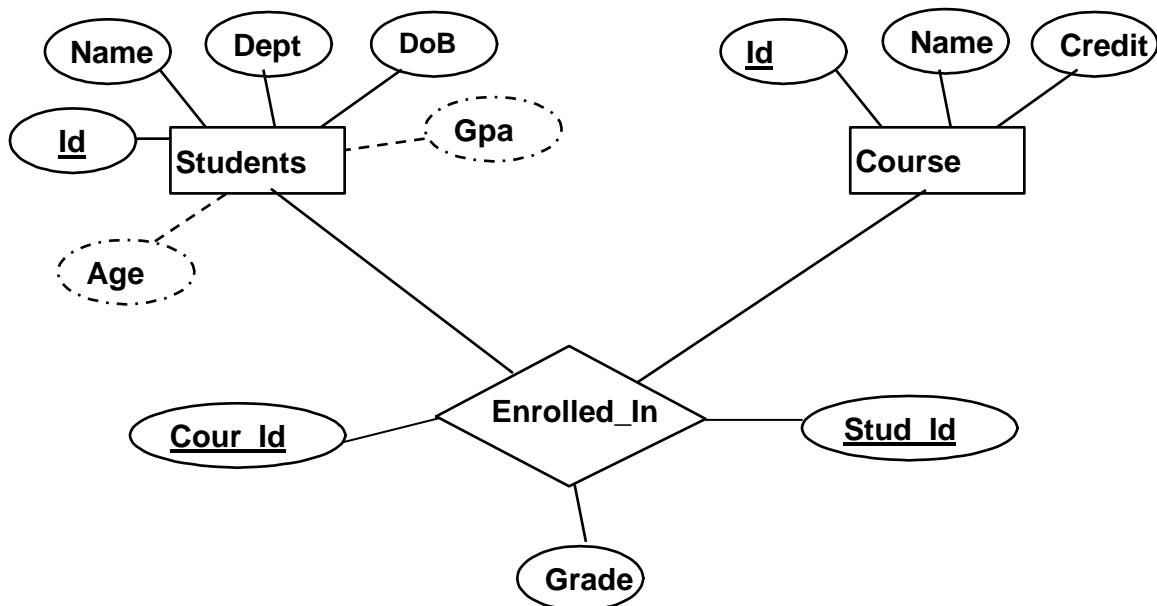 Name
Dept
DoB
Id
Name
Credit
Id
Gpa
Students
Course
Age
Enrolled_In
Cour_Id
Stud_Id
Grade